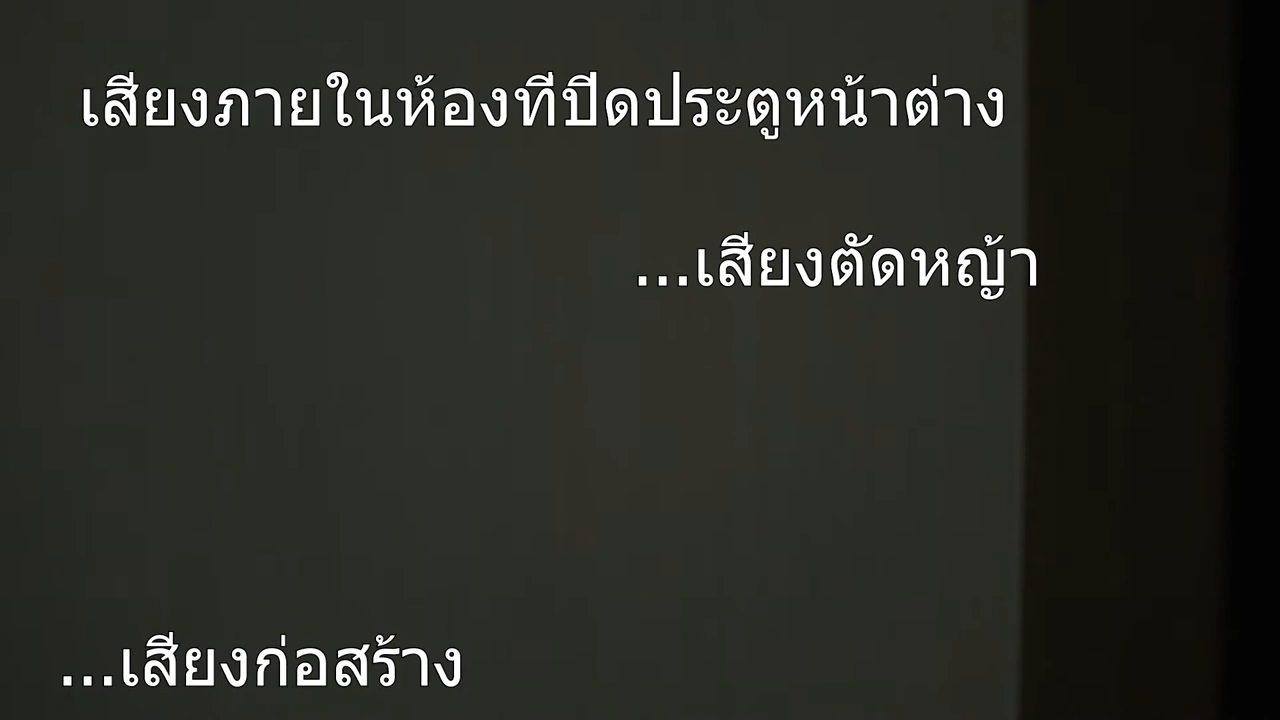 เสียงภายในห้องที่ปิดประตูหน้าต่าง
...เสียงตัดหญ้า
...เสียงก่อสร้าง